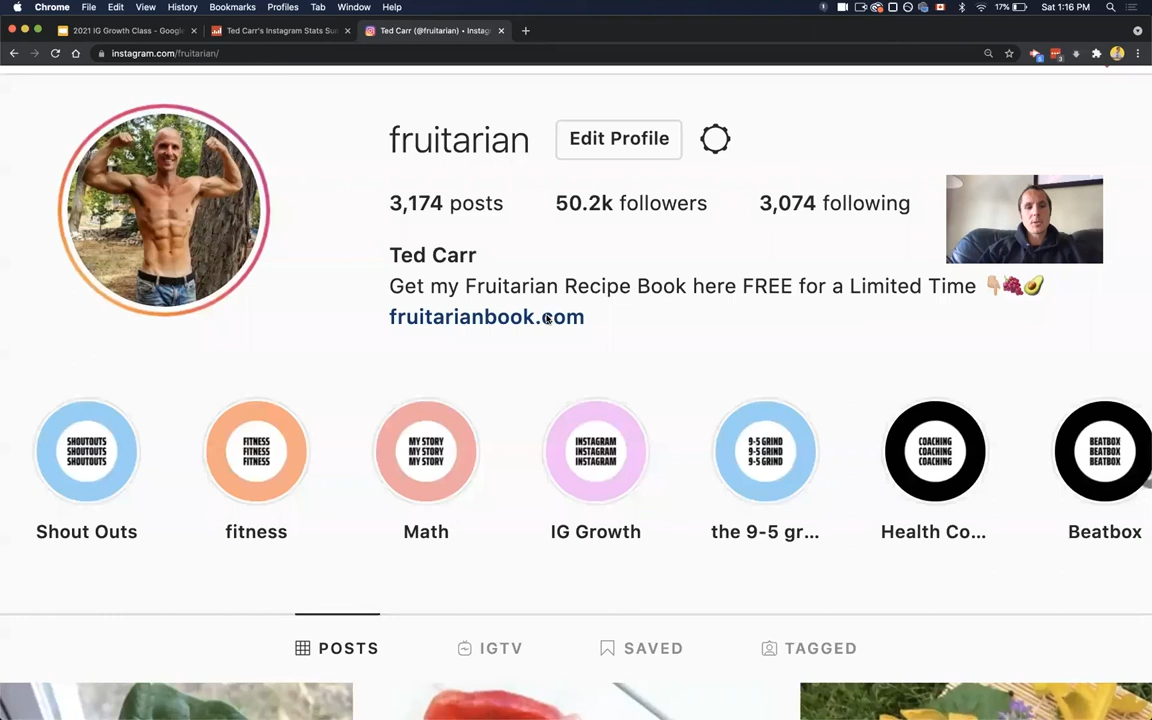 Chrome File Edit View History Bookmarks Profiles Tab Window Help 17% Sat 1:16 PM
2021 IG Growth Class - Google Ted Carr's Instagram Stats Sum Ted Carr (@fruitarian) • Instag
instagram.com/fruitarian/
fruitarian Edit Profile
3,174 posts 50.2k followers 3,074 following
Ted Carr
Get my Fruitarian Recipe Book here FREE for a Limited Time
fruitarianbook.com
SHOUTOUTS FITNESS MY STORY INSTAGRAM 9-5 GRIND COACHING BEATBOX
SHOUTOUTS FITNESS MY STORY INSTAGRAM 9-5 GRIND COACHING BEATBOX
SHOUTOUTS FITNESS MY STORY INSTAGRAM 9-5 GRIND COACHING BEATBOX
Shout Outs fitness Math IG Growth the 9-5 gr... Health Co... Beatbox
POSTS IGTV SAVED TAGGED